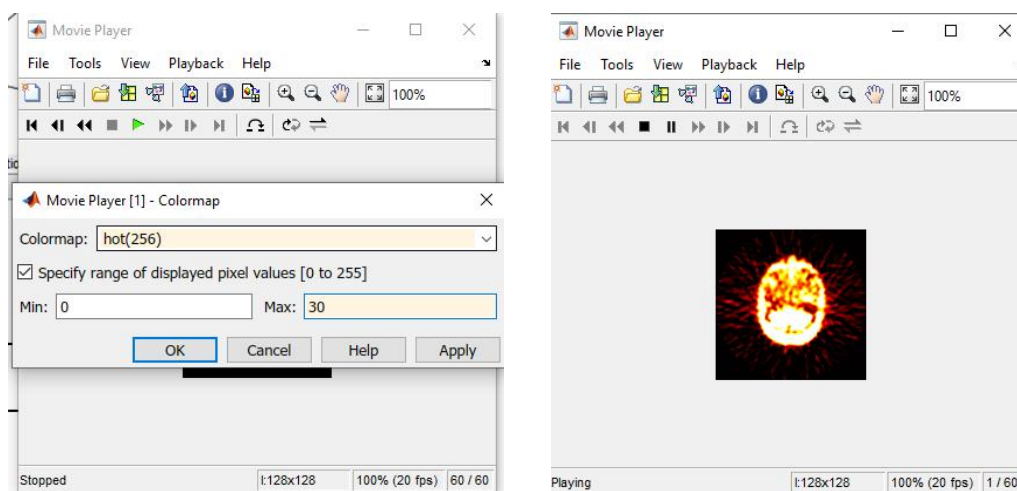 Movie Player
File Tools View Playback Help
100%
Movie Player [1] - Colormap
Colormap: hot(256)
Specify range of displayed pixel values [0 to 255]
Min: 0 Max: 30
OK Cancel Help Apply
Stopped I:128x128 100% (20 fps) 60 / 60
Movie Player
File Tools View Playback Help
100%
Playing I:128x128 100% (20 fps) 1 / 60